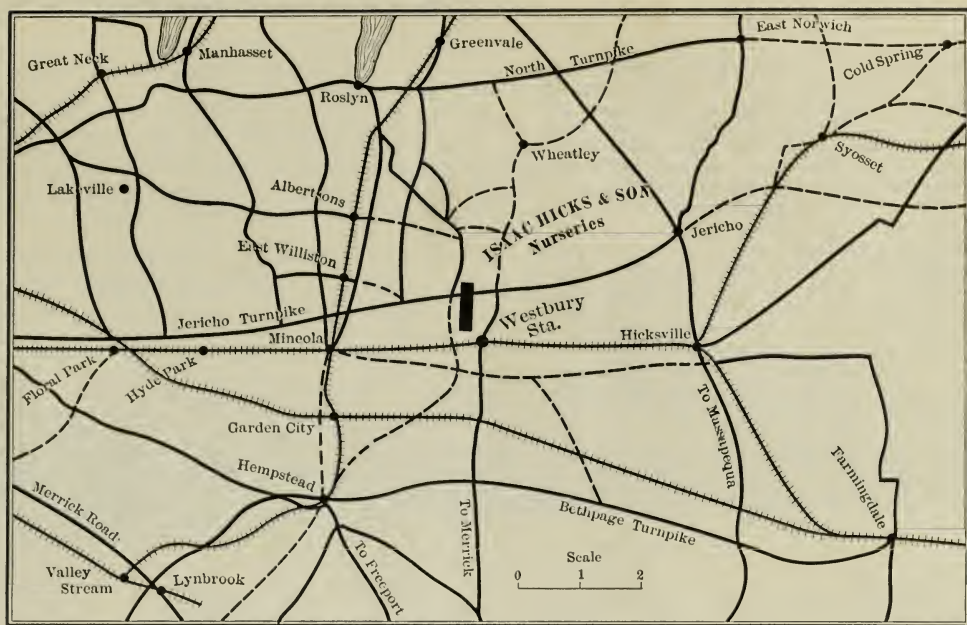 East Norwich
Greenvale
Manhasset
Great Neck
North Turnpike
Cold Spring
Roslyn
Syosset
Wheatley
Lakeville
Albertsons
ISAAC HICKS & SON
Nurseries
Jericho
East Williston
Jericho Turnpike
Westbury
Sta.
Mineola
Hicksville
Floral Park
Hyde Park
To Massapequa
Garden City
Farmingdale
Hempstead
Merrick Road
To Merrick
Bethpage Turnpike
To Freeport
Scale
0 1 2
Valley
Stream
Lynbrook